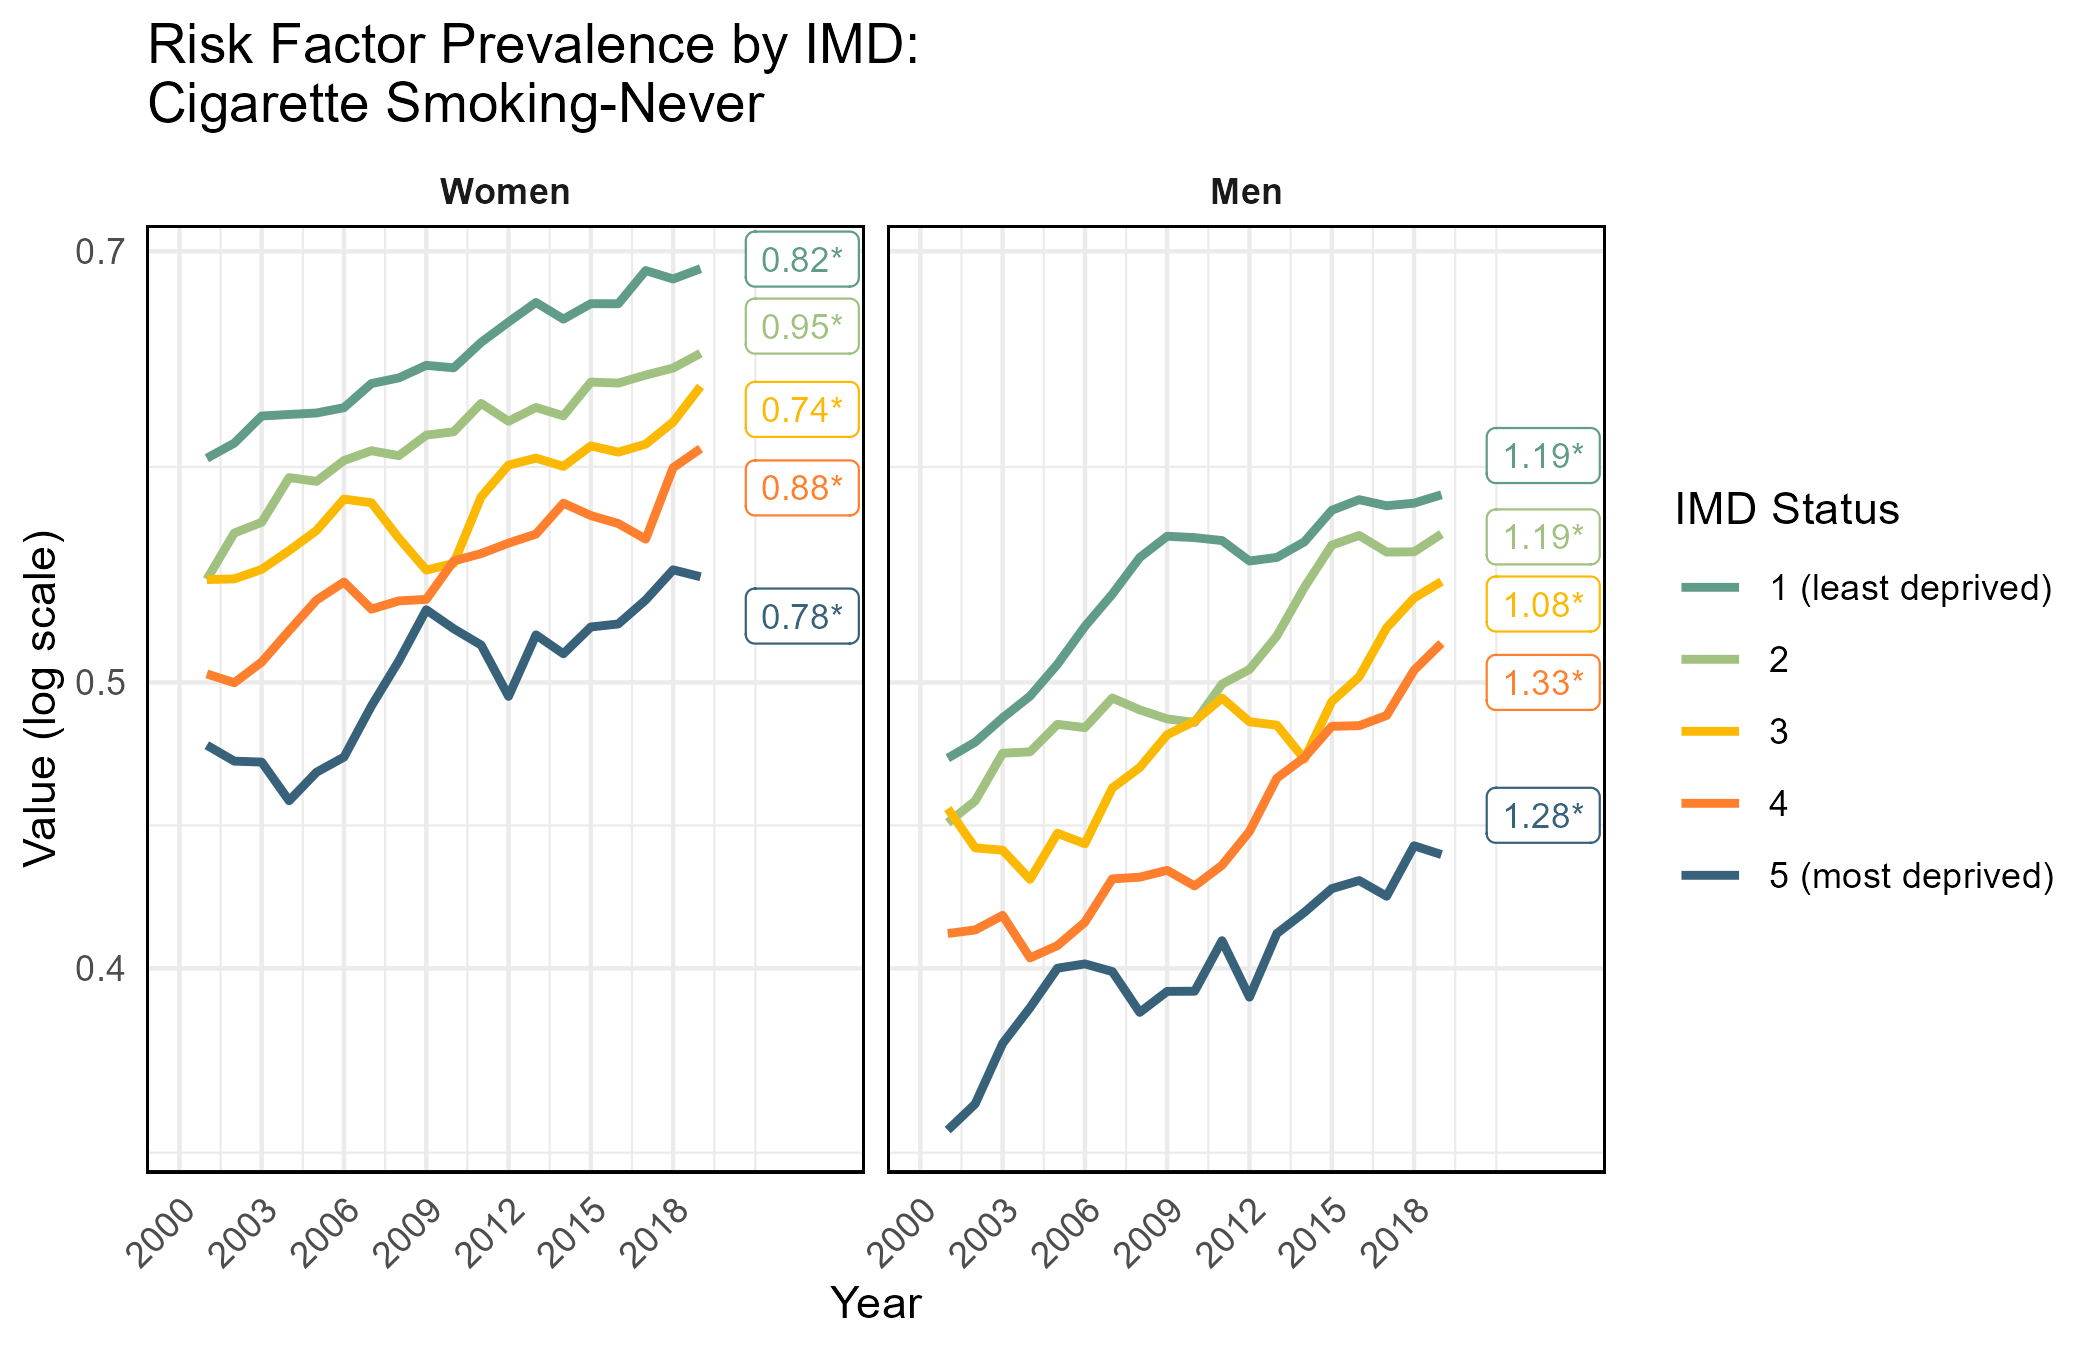 Risk Factor Prevalence by IMD:
Cigarette Smoking-Never
Women
Men
Value (log scale)
0.7
0.5
0.4
0.82*
0.95*
0.74*
0.88*
0.78*
1.19*
1.19*
1.08*
1.33*
1.28*
2000 2003 2006 2009 2012 2015 2018
2000 2003 2006 2009 2012 2015 2018
Year
IMD Status
1 (least deprived)
2
3
4
5 (most deprived)